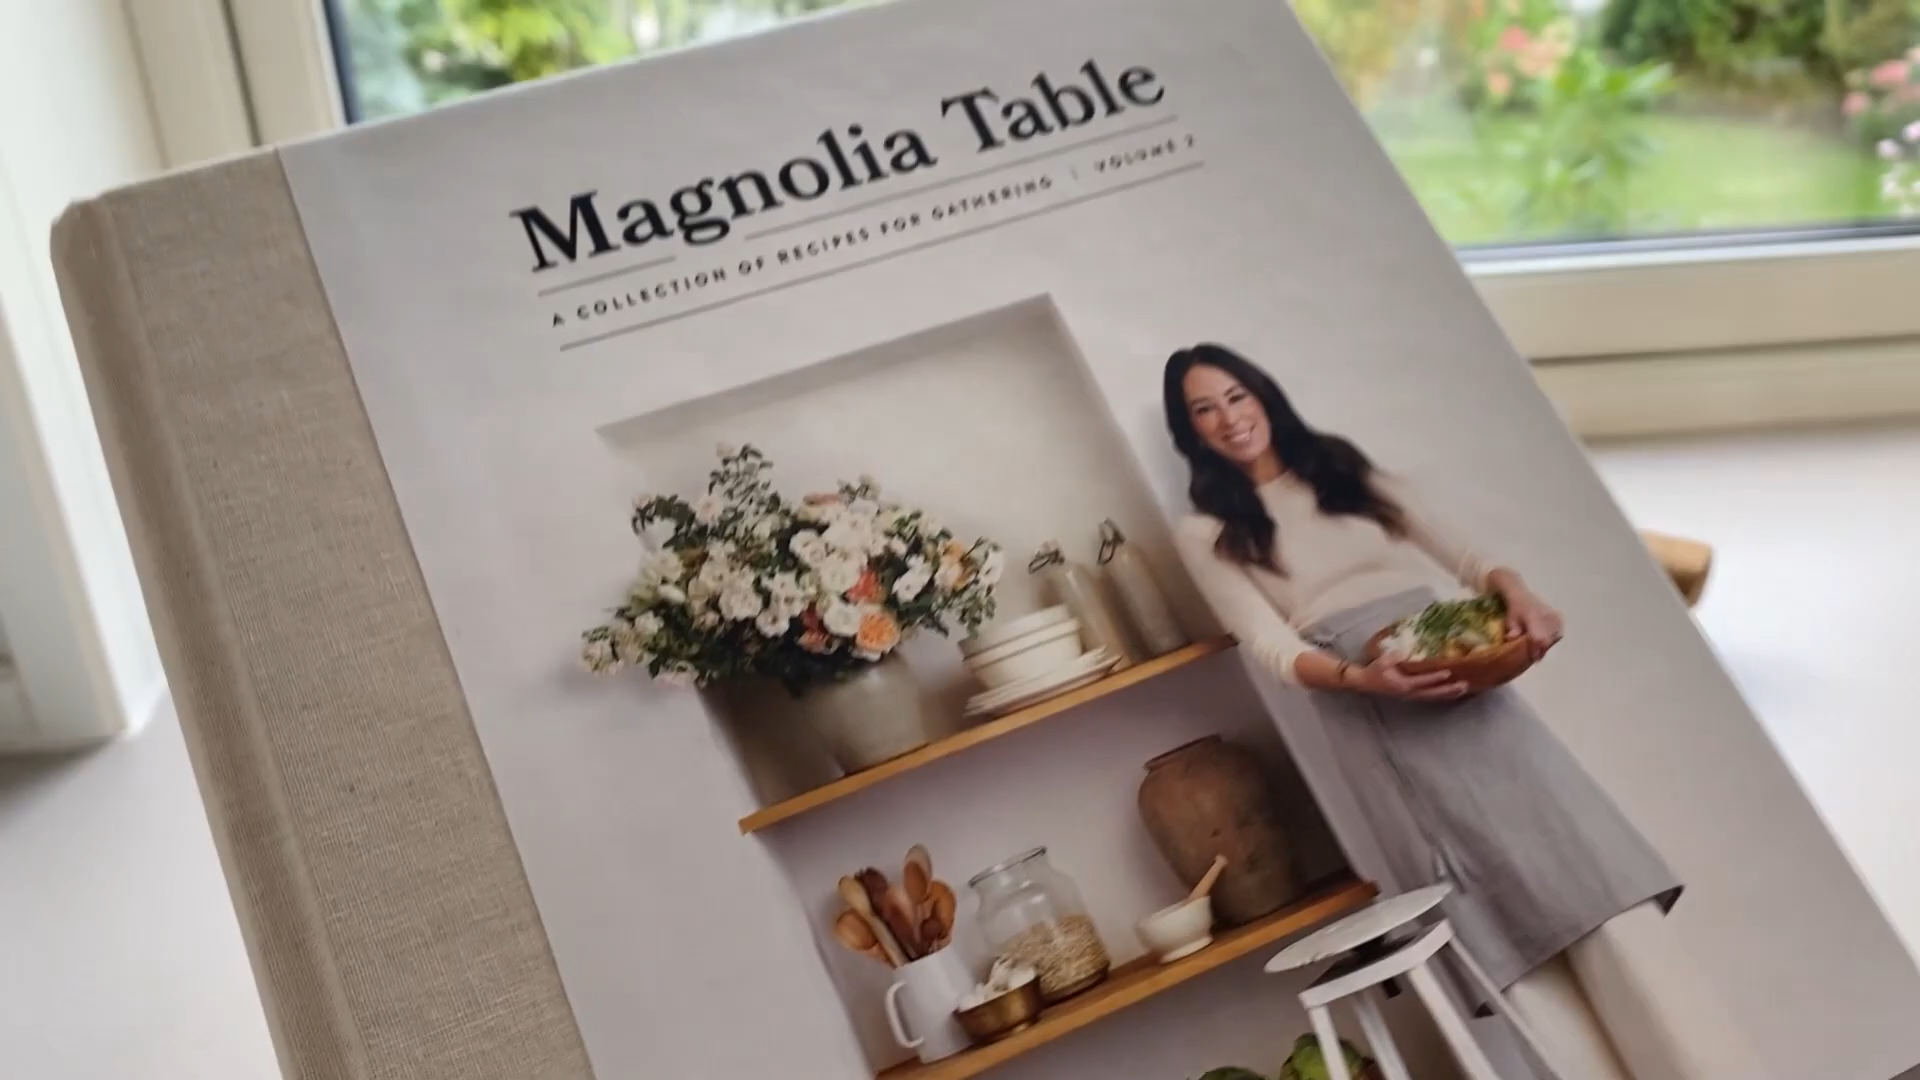 Magnolia Table
A COLLECTION OF RECIPES FOR GATHERING | VOLUME 2